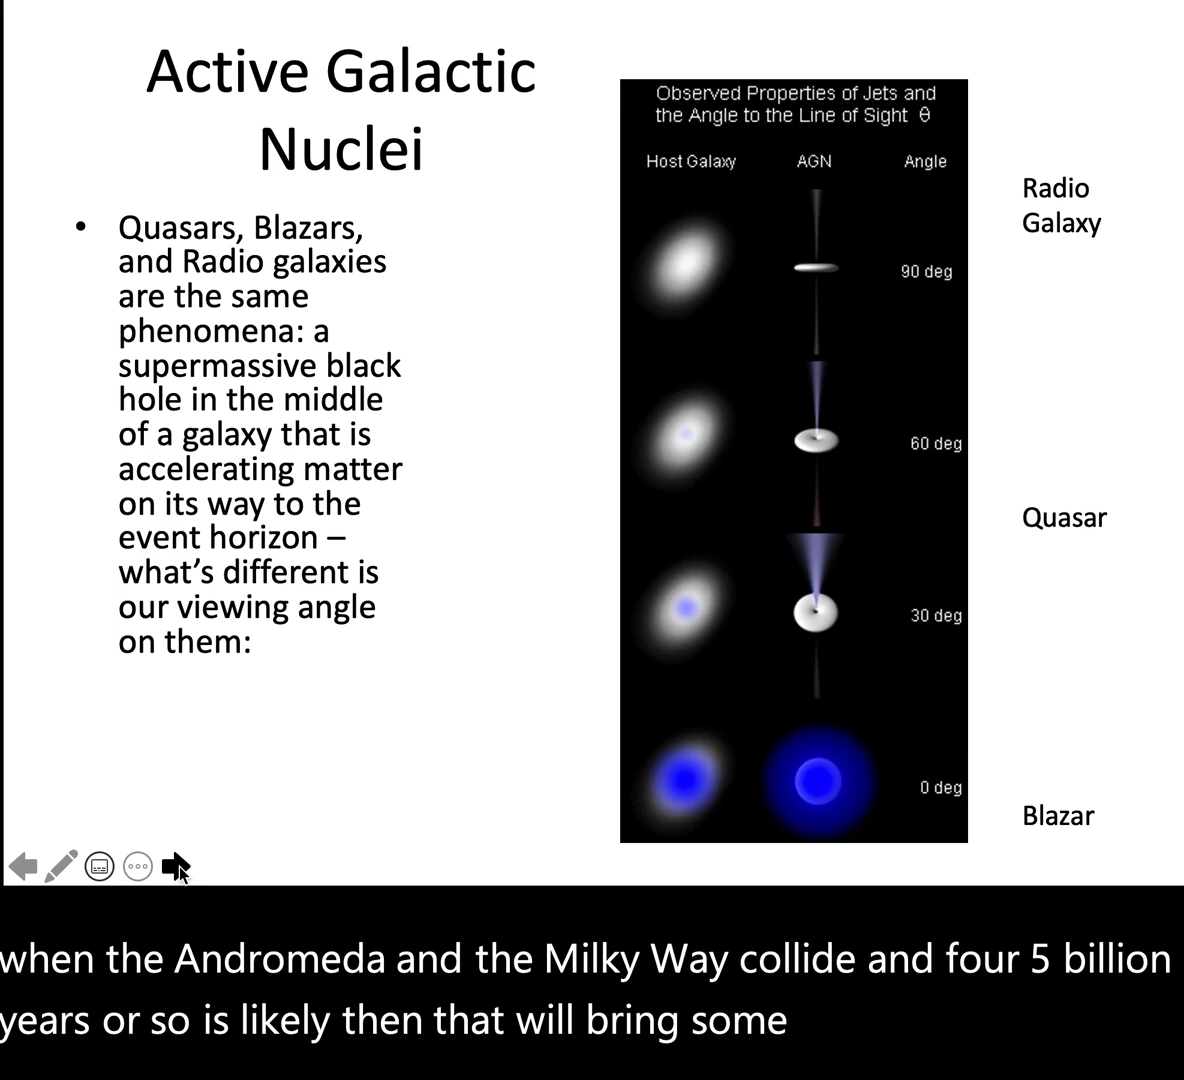 Active Galactic
Nuclei
• Quasars, Blazars,
and Radio galaxies
are the same
phenomena: a
supermassive black
hole in the middle
of a galaxy that is
accelerating matter
on its way to the
event horizon –
what’s different is
our viewing angle
on them:
Observed Properties of Jets and
the Angle to the Line of Sight θ
Host Galaxy AGN Angle
90 deg
60 deg
30 deg
0 deg
Radio
Galaxy
Quasar
Blazar
when the Andromeda and the Milky Way collide and four 5 billion
years or so is likely then that will bring some